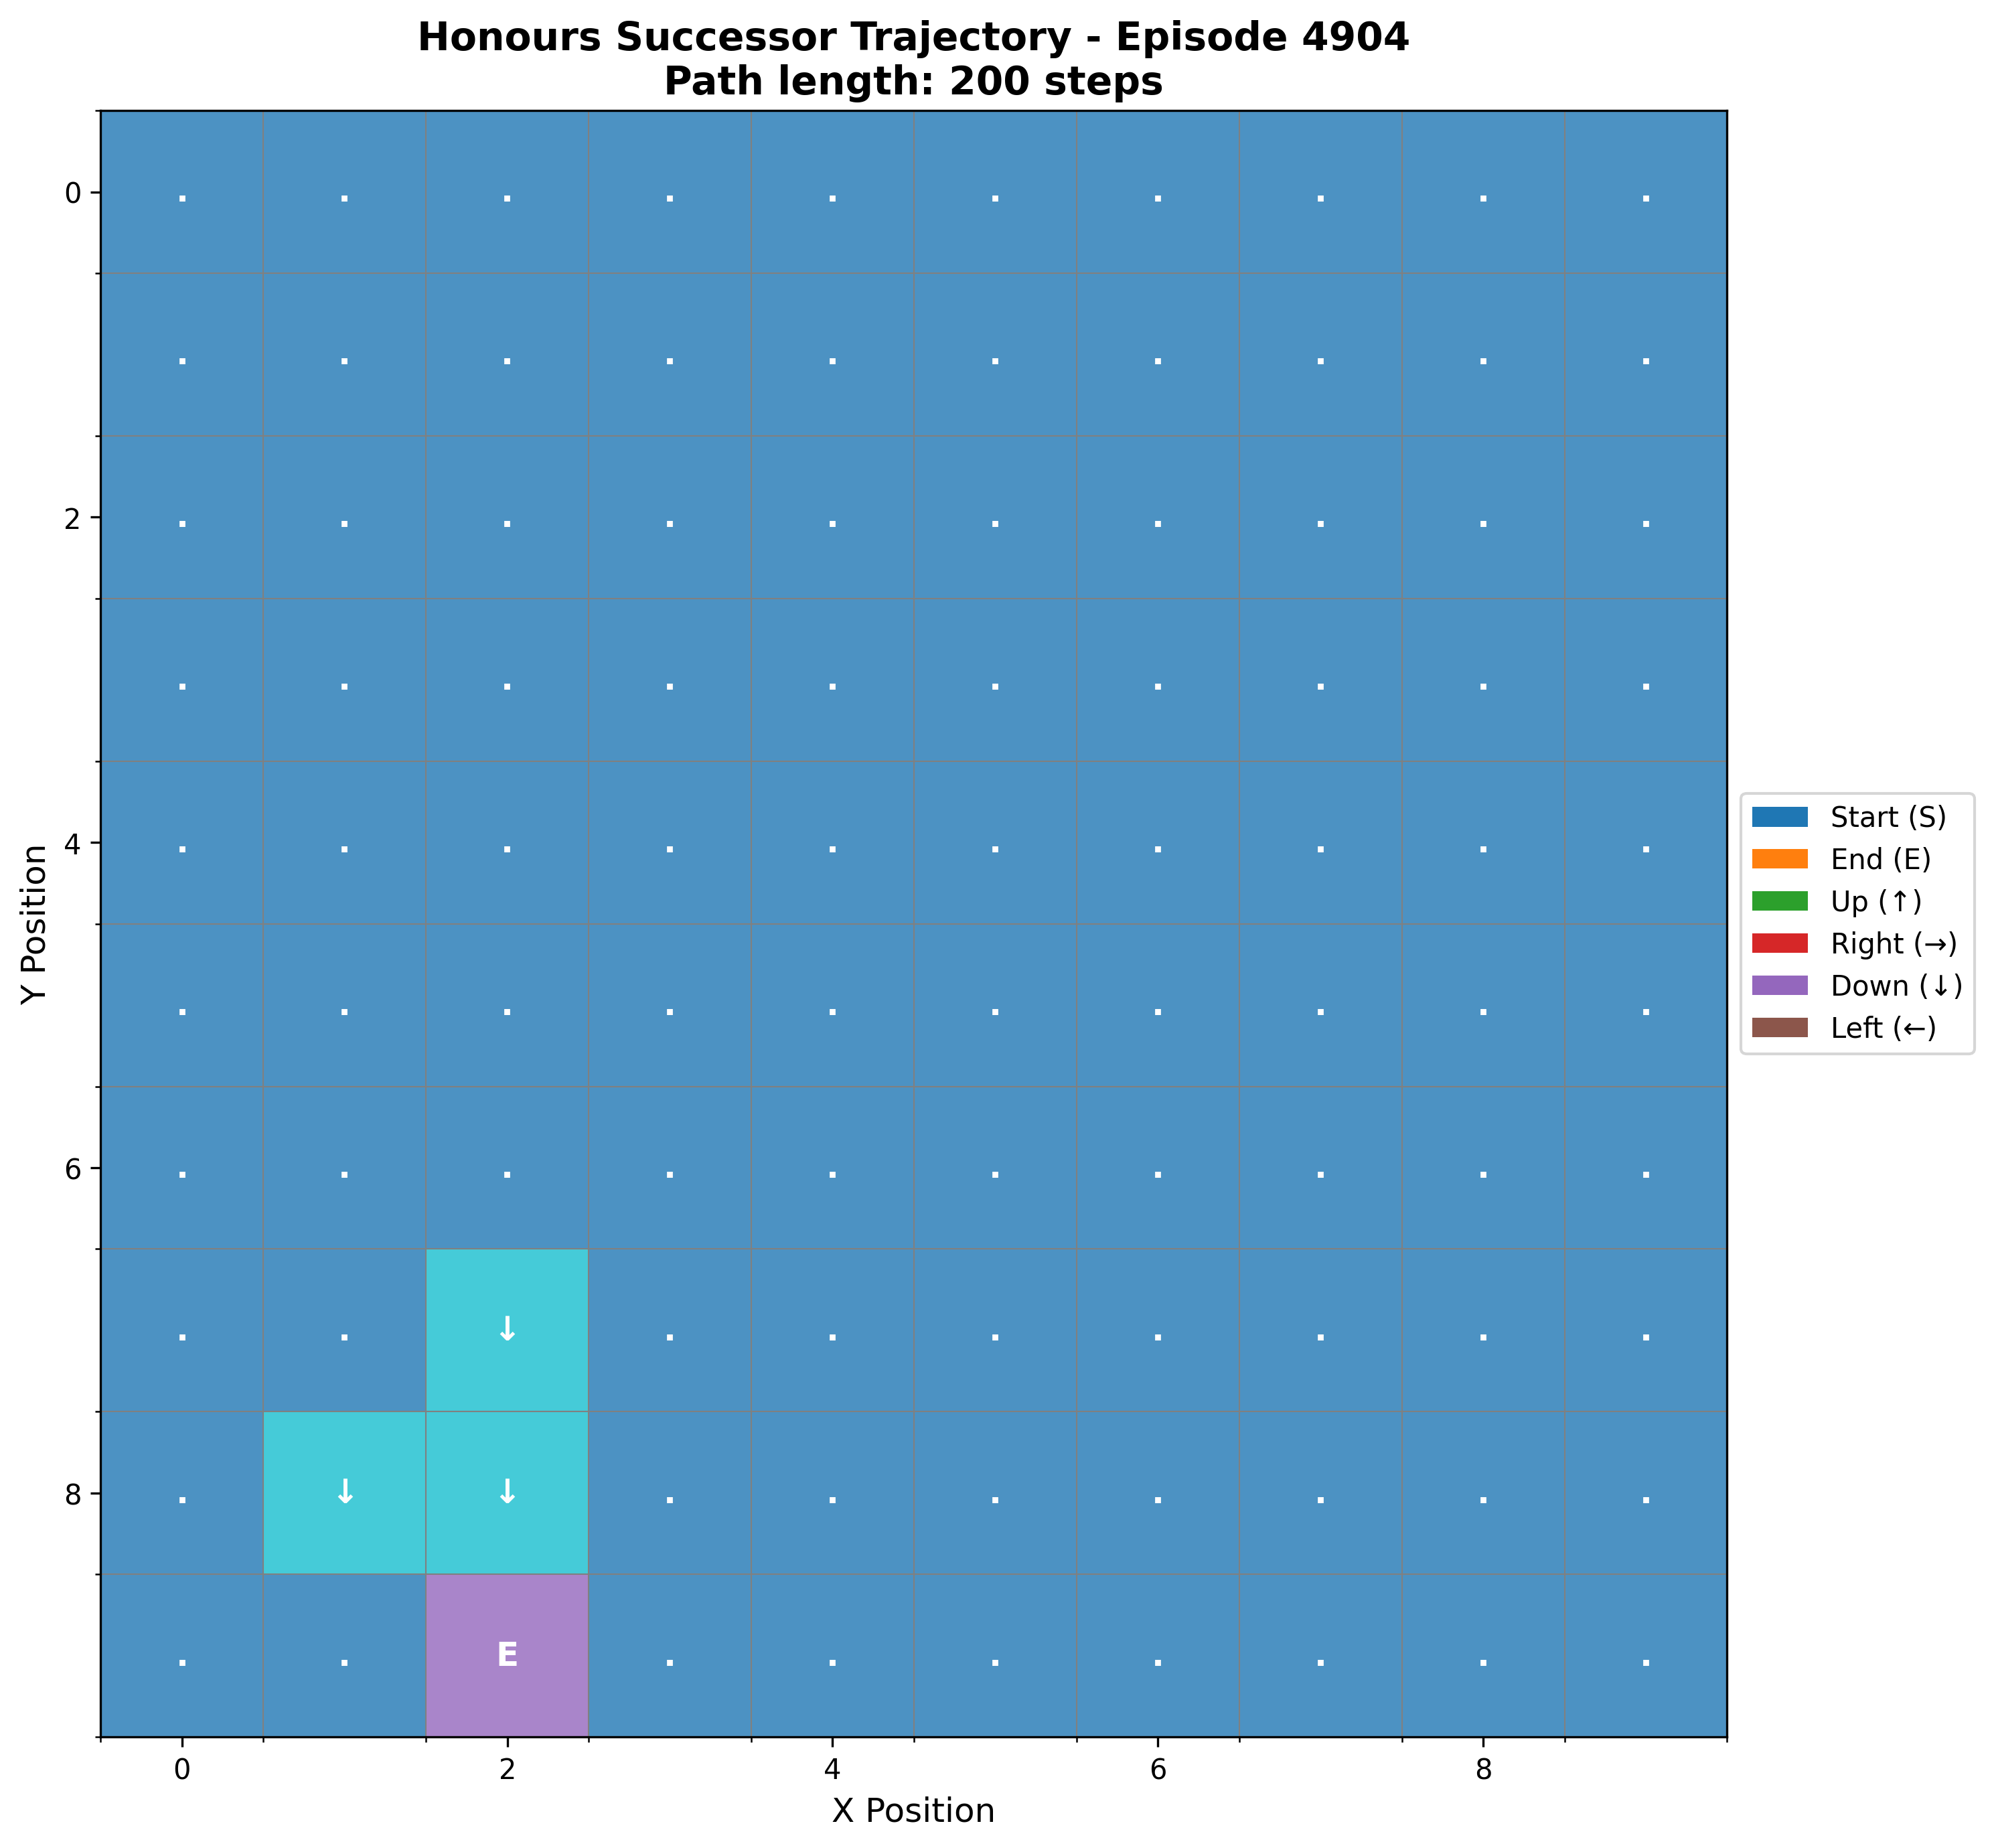 Honours Successor Trajectory - Episode 4904
Path length: 200 steps
Y Position
0
2
4
6
8
↓
↓ ↓
E
0 2 4 6 8
X Position
Start (S)
End (E)
Up (↑)
Right (→)
Down (↓)
Left (←)